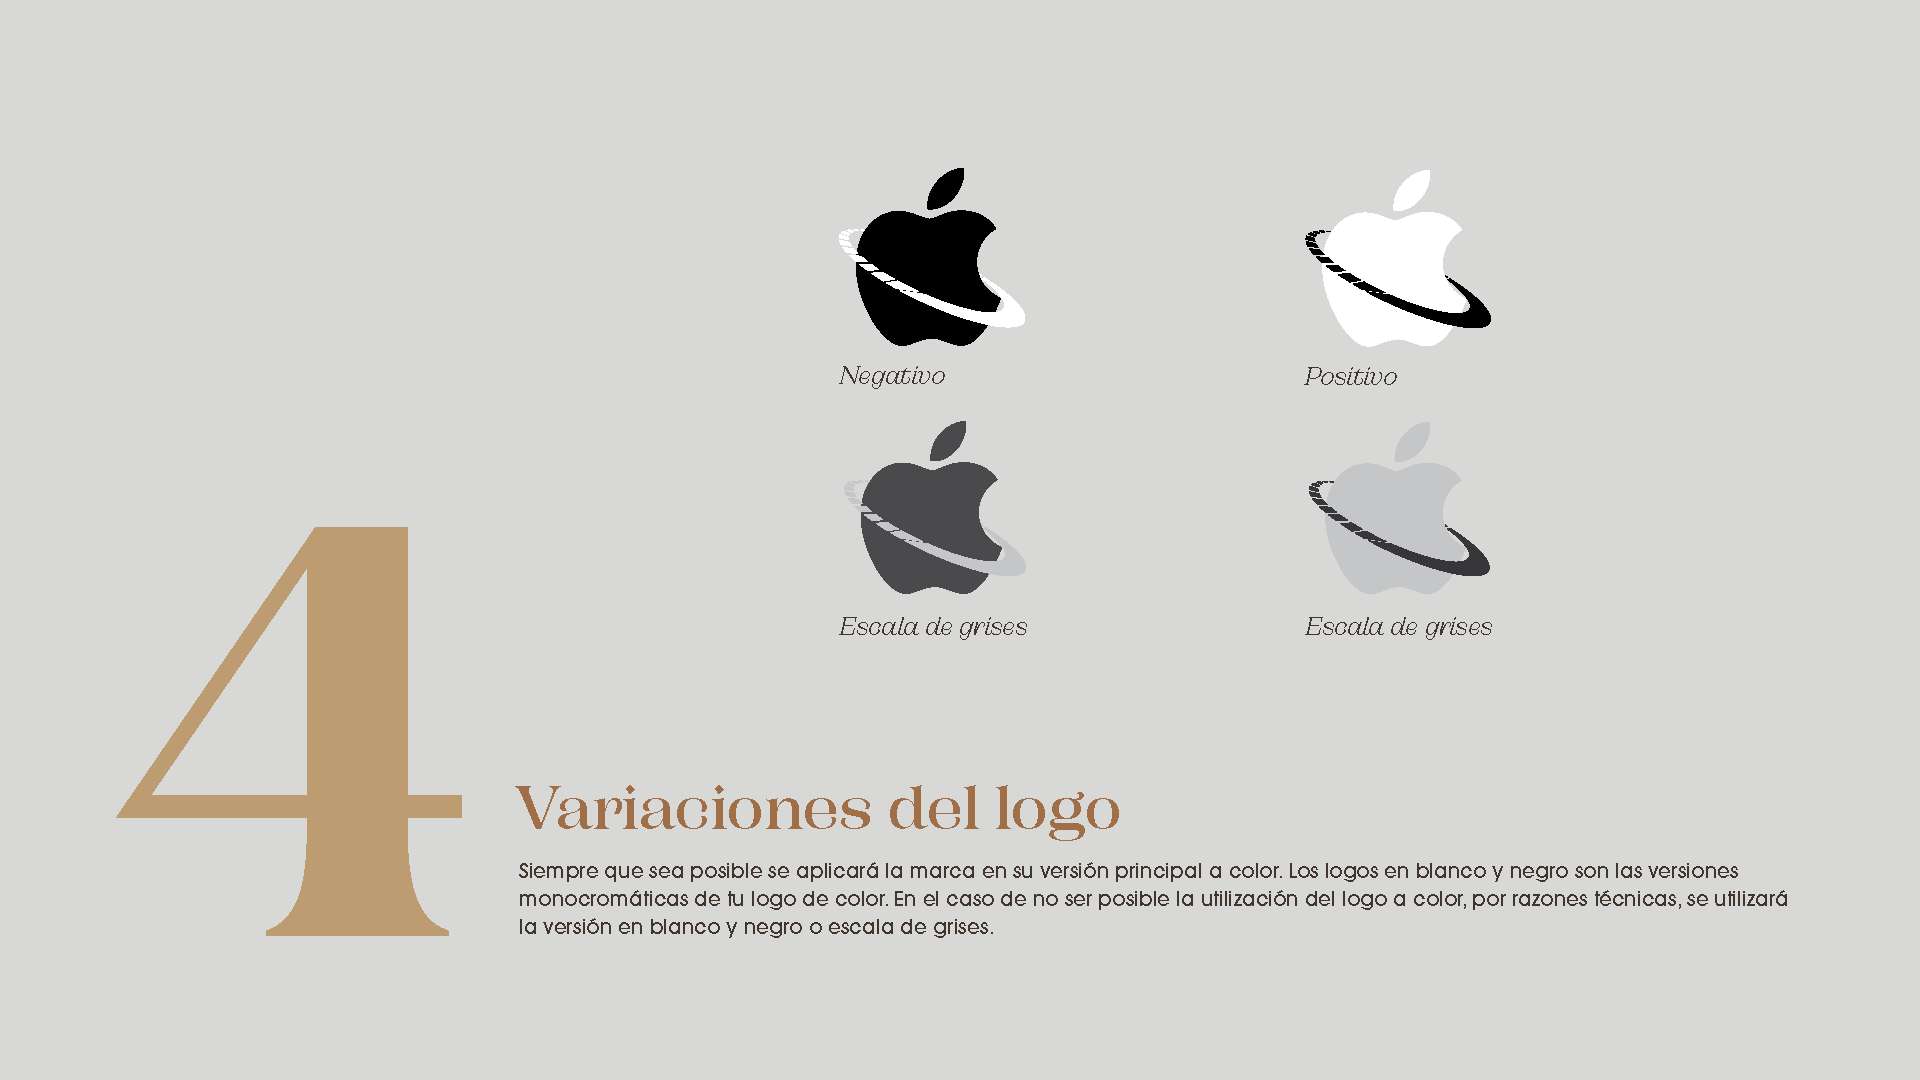 Negativo
Positivo
Escala de grises
Escala de grises
4
Variaciones del logo
Siempre que sea posible se aplicará la marca en su versión principal a color. Los logos en blanco y negro son las versiones
monocromáticas de tu logo de color. En el caso de no ser posible la utilización del logo a color, por razones técnicas, se utilizará
la versión en blanco y negro o escala de grises.